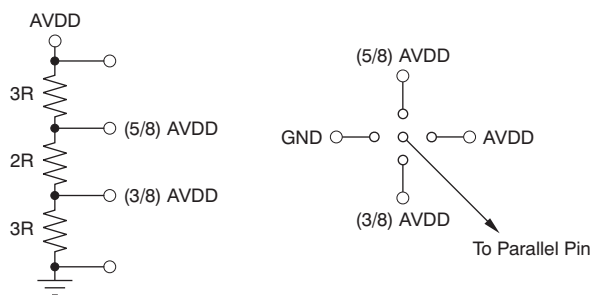 AVDD
3R
(5/8) AVDD
2R
(3/8) AVDD
3R
(5/8) AVDD
GND
AVDD
(3/8) AVDD
To Parallel Pin